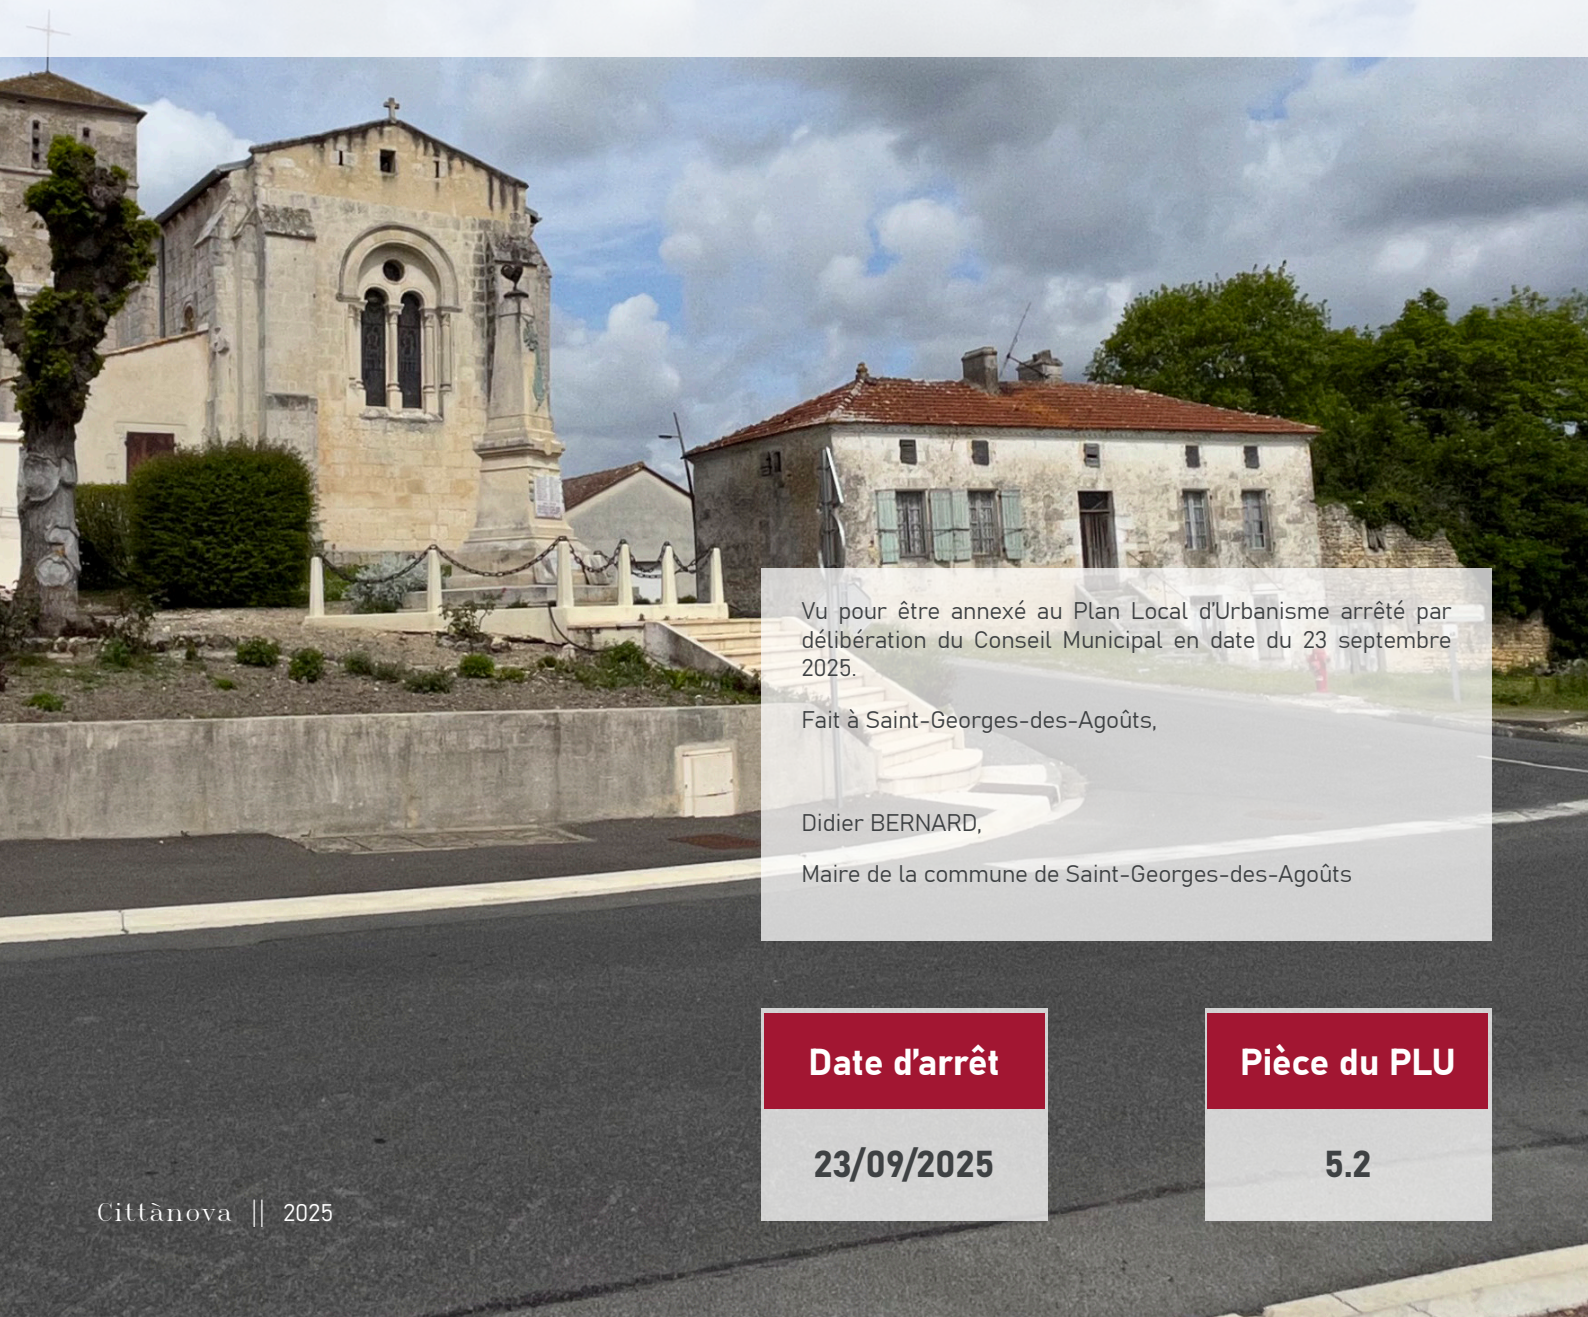 Vu pour être annexé au Plan Local d'Urbanisme arrêté par
délibération du Conseil Municipal en date du 23 septembre
2025.
Fait à Saint-Georges-des-Agoûts,
Didier BERNARD,
Maire de la commune de Saint-Georges-des-Agoûts
Date d’arrêt
Pièce du PLU
23/09/2025
5.2
Cittànova || 2025